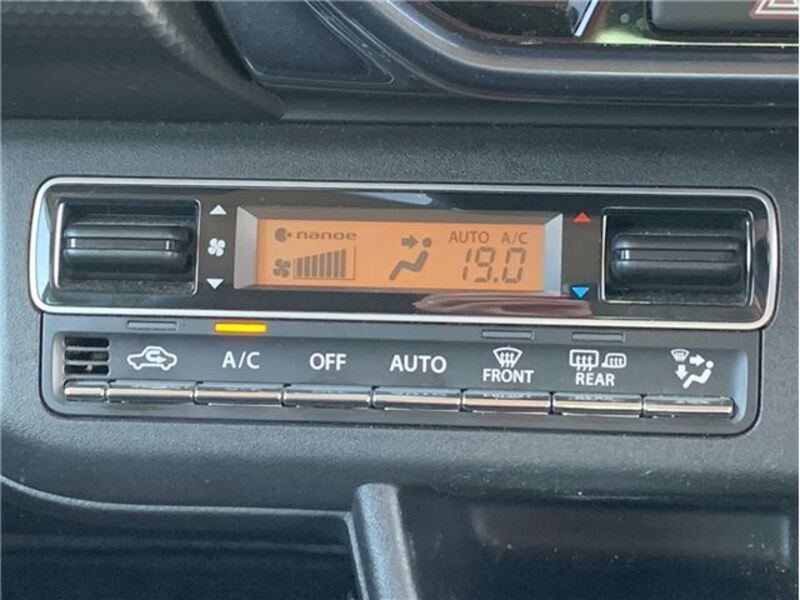 nanoe AUTO A/C
19.0
A/C OFF AUTO FRONT REAR